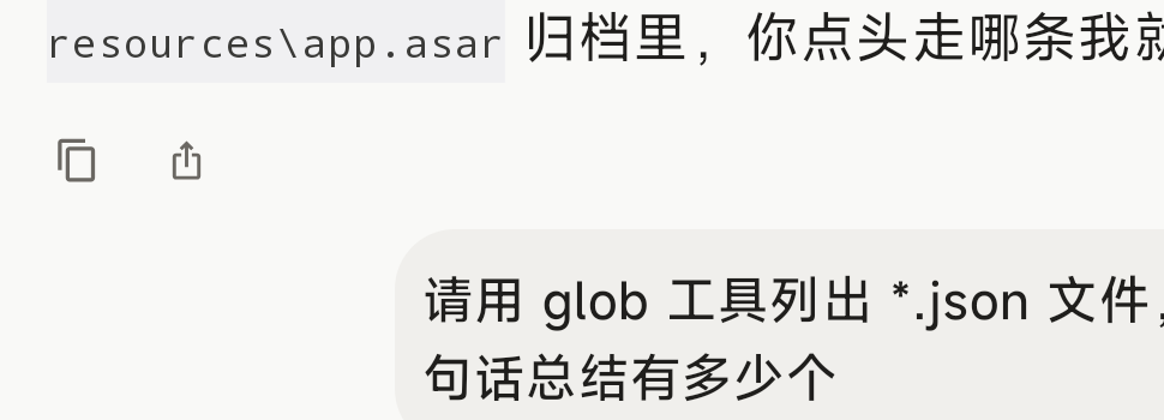 resources\app.asar 归档里，你点头走哪条我就
请用 glob 工具列出 *.json 文件，
句话总结有多少个